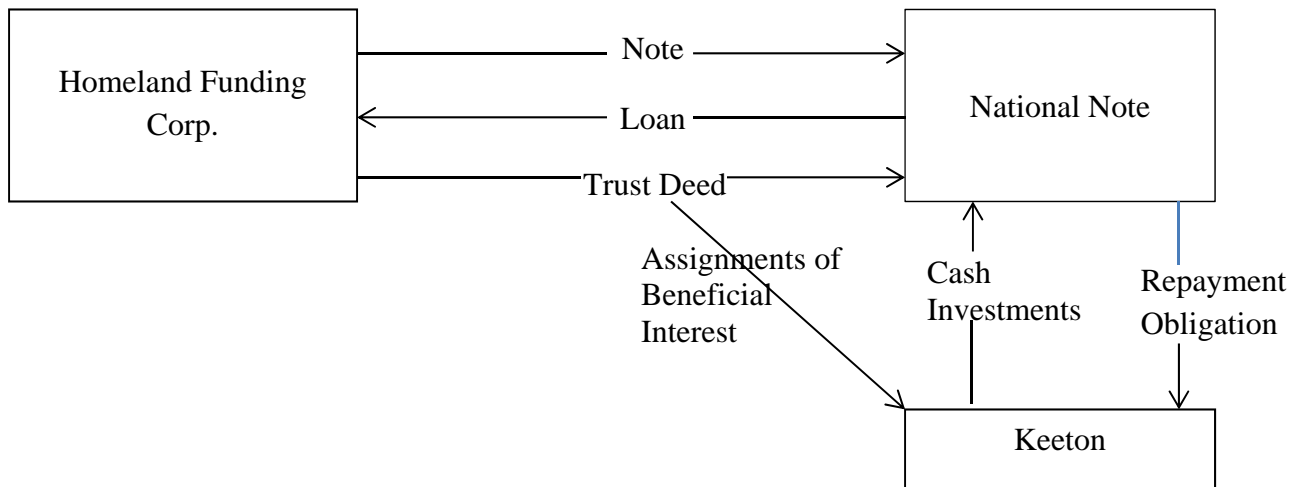 Homeland Funding
Corp.
Note
Loan
Trust Deed
National Note
Assignments of
Beneficial
Interest
Cash
Investments
Repayment
Obligation
Keeton